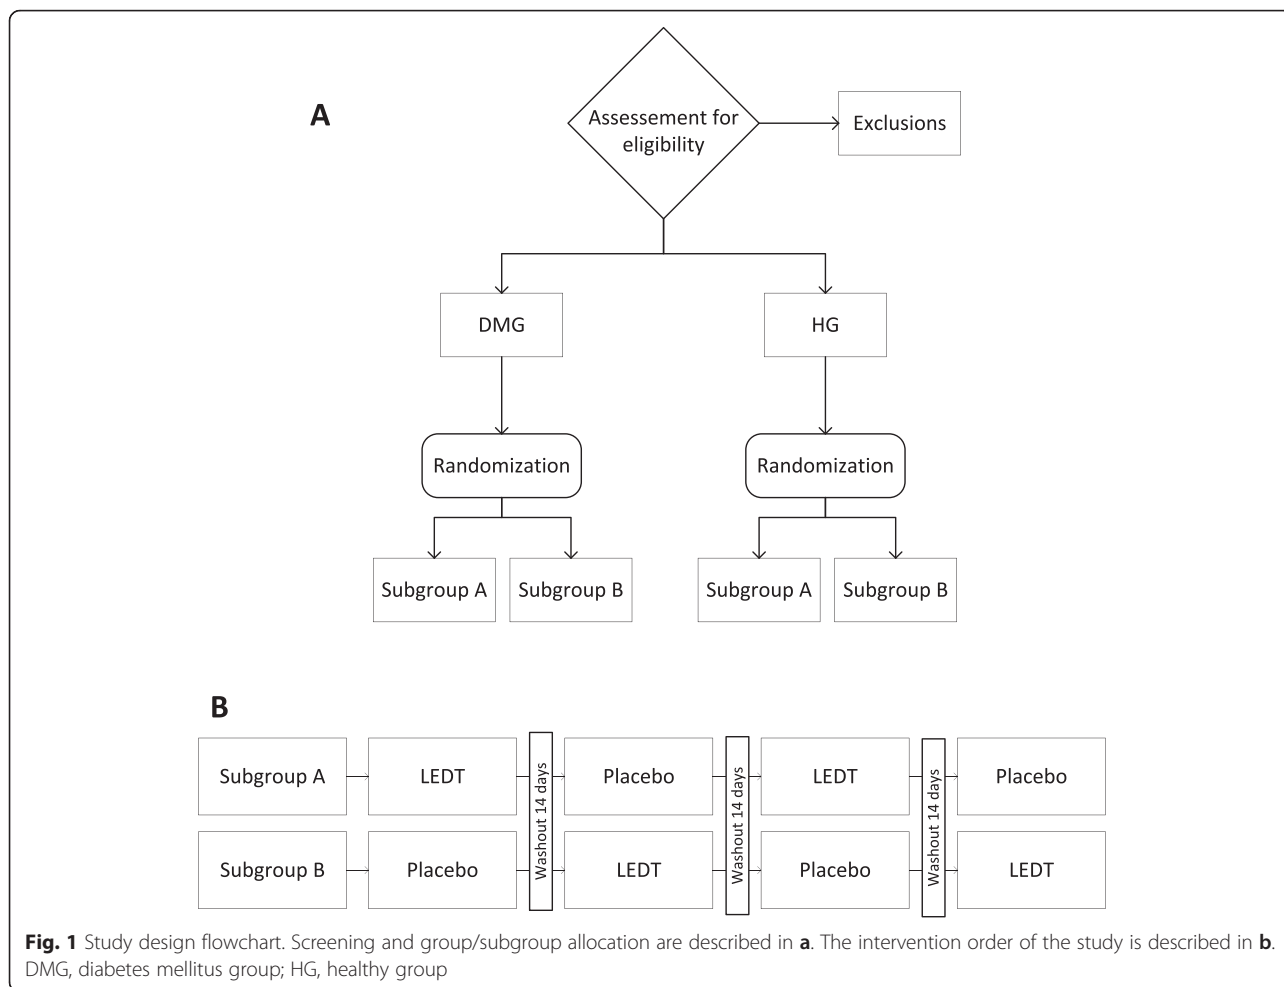 A
Assessement for
eligibility
Exclusions
DMG
HG
Randomization
Randomization
Subgroup A
Subgroup B
Subgroup A
Subgroup B
B
Subgroup A
LEDT
Washout 14 days
Placebo
Washout 14 days
LEDT
Washout 14 days
Placebo
Subgroup B
Placebo
LEDT
Placebo
LEDT
Fig. 1 Study design flowchart. Screening and group/subgroup allocation are described in a. The intervention order of the study is described in b.
DMG, diabetes mellitus group; HG, healthy group